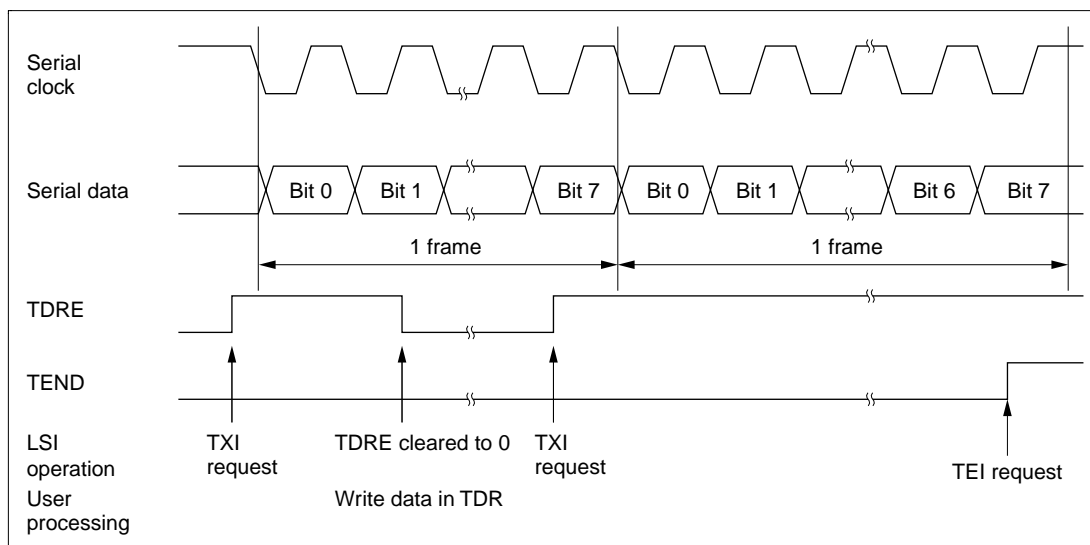 Serial
clock
Serial data
Bit 0
Bit 1
Bit 7
Bit 0
Bit 1
Bit 6
Bit 7
1 frame
1 frame
TDRE
TEND
LSI
operation
TXI
request
TDRE cleared to 0
TXI
request
TEI request
User
processing
Write data in TDR